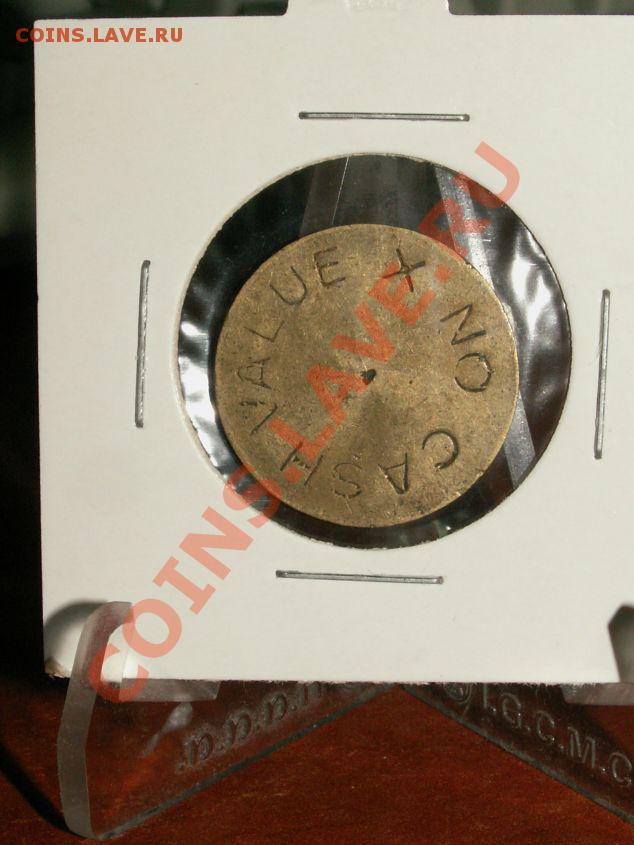 COINS.LAVE.RU
COINS.LAVE.RU
NO CASH VALUE X
I.G.C.M.C